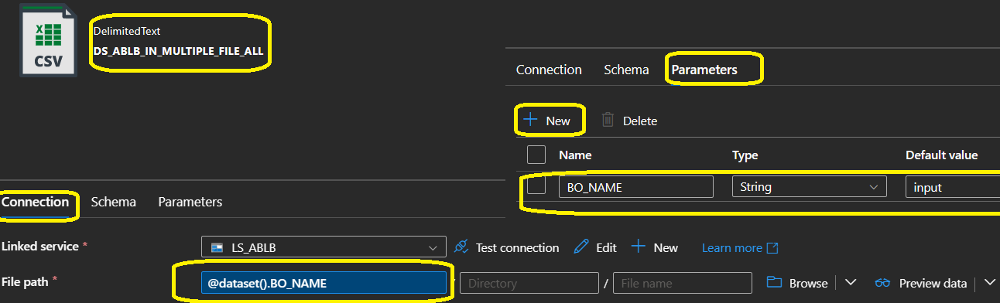 CSV
DelimitedText
DS_ABLB_IN_MULTIPLE_FILE_ALL
Connection Schema Parameters
New Delete
Name Type Default value
BO_NAME String input
Connection Schema Parameters
Linked service * LS_ABLB Test connection Edit New Learn more
File path * @dataset().BO_NAME Directory / File name Browse Preview data